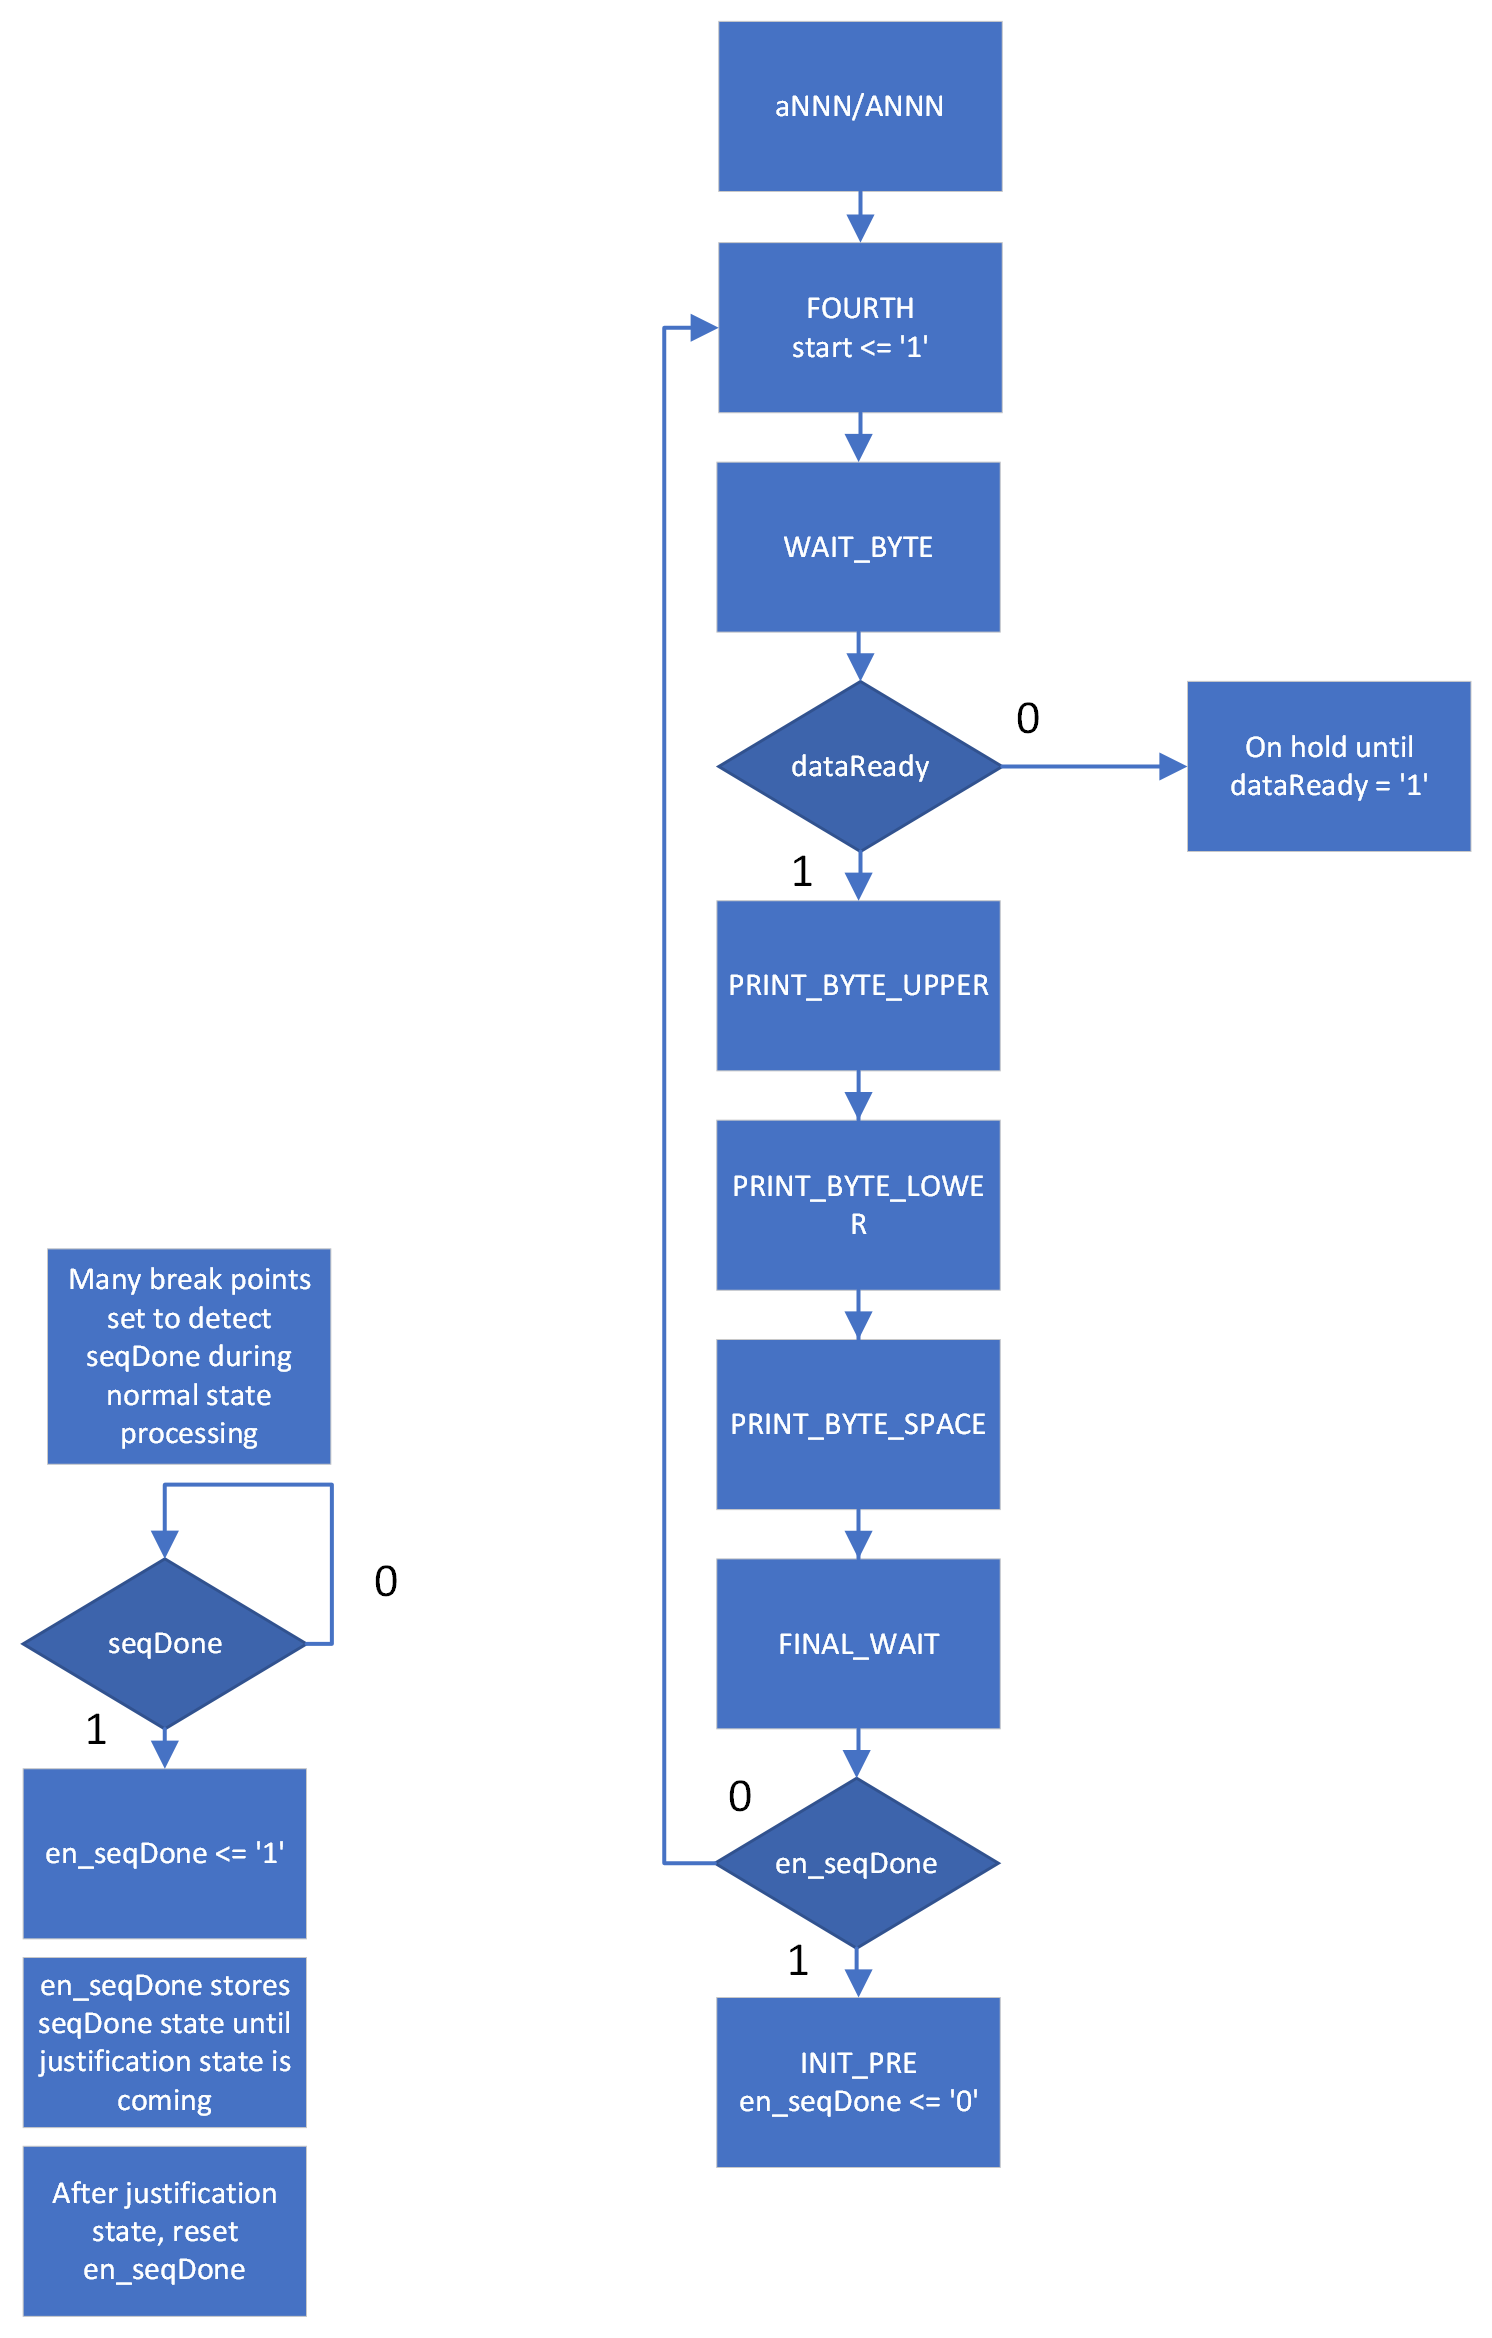 aNNN/ANNN
FOURTH
start <= '1'
WAIT_BYTE
dataReady
0
On hold until
dataReady = '1'
1
PRINT_BYTE_UPPER
PRINT_BYTE_LOWE
R
PRINT_BYTE_SPACE
FINAL_WAIT
0
en_seqDone
1
INIT_PRE
en_seqDone <= '0'
Many break points
set to detect
seqDone during
normal state
processing
0
seqDone
1
en_seqDone <= '1'
en_seqDone stores
seqDone state until
justification state is
coming
After justification
state, reset
en_seqDone